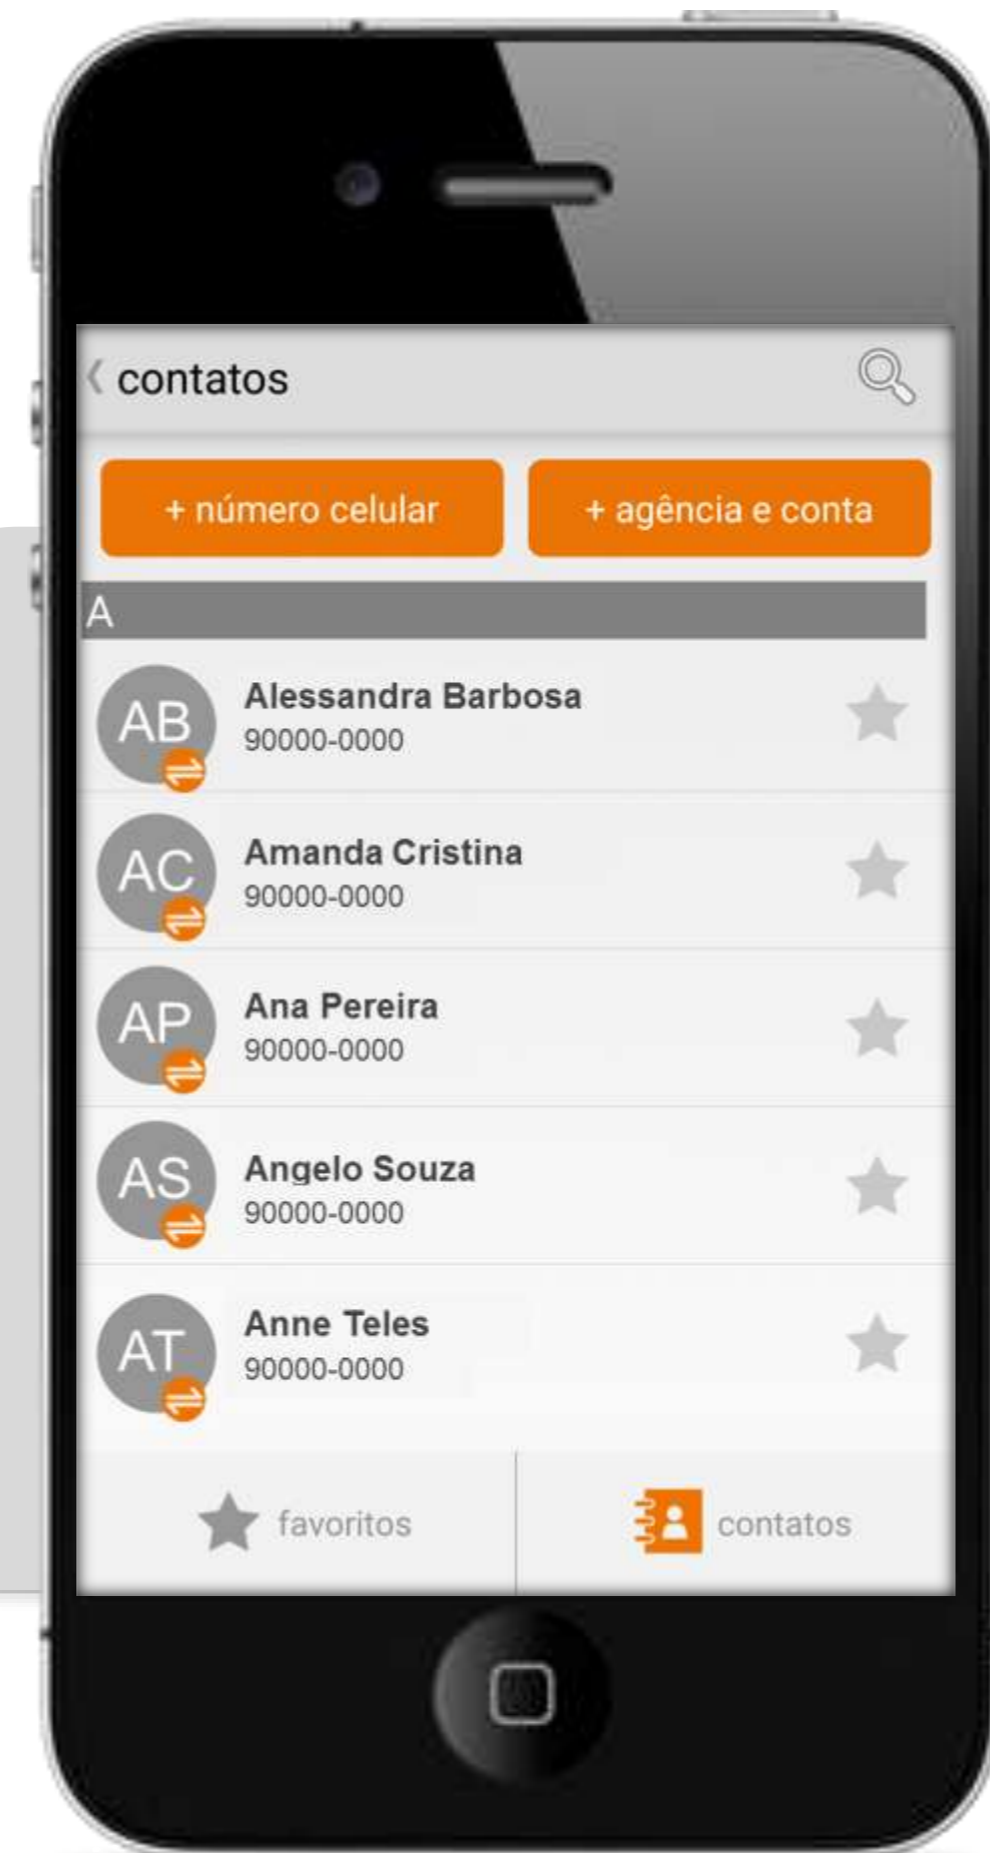 contatos
+ número celular
+ agência e conta
A
AB
Alessandra Barbosa
90000-0000
AC
Amanda Cristina
90000-0000
AP
Ana Pereira
90000-0000
AS
Angelo Souza
90000-0000
AT
Anne Teles
90000-0000
favoritos
contatos